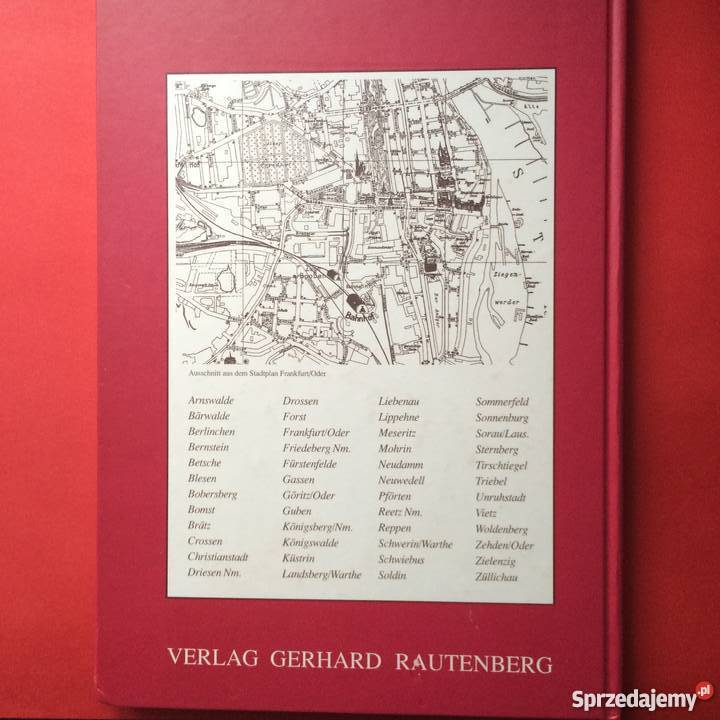 Bahnhof
Ziegen-
werder
Ausschnitt aus dem Stadtplan Frankfurt/Oder
Arnswalde
Bärwalde
Berlinchen
Bernstein
Betsche
Blesen
Bobersberg
Bomst
Brätz
Crossen
Christianstadt
Driesen Nm.
Drossen
Forst
Frankfurt/Oder
Friedeberg Nm.
Fürstenfelde
Gassen
Göritz/Oder
Guben
Königsberg/Nm.
Königswalde
Küstrin
Landsberg/Warthe
Liebenau
Lippehne
Meseritz
Mohrin
Neudamm
Neuwedell
Pförten
Reetz Nm.
Reppen
Schwerin/Warthe
Schwiebus
Soldin
Sommerfeld
Sonnenburg
Sorau/Laus.
Sternberg
Tirschtiegel
Triebel
Unruhstadt
Vietz
Woldenberg
Zehden/Oder
Zielenzig
Züllichau
VERLAG GERHARD RAUTENBERG
Sprzedajemy.pl